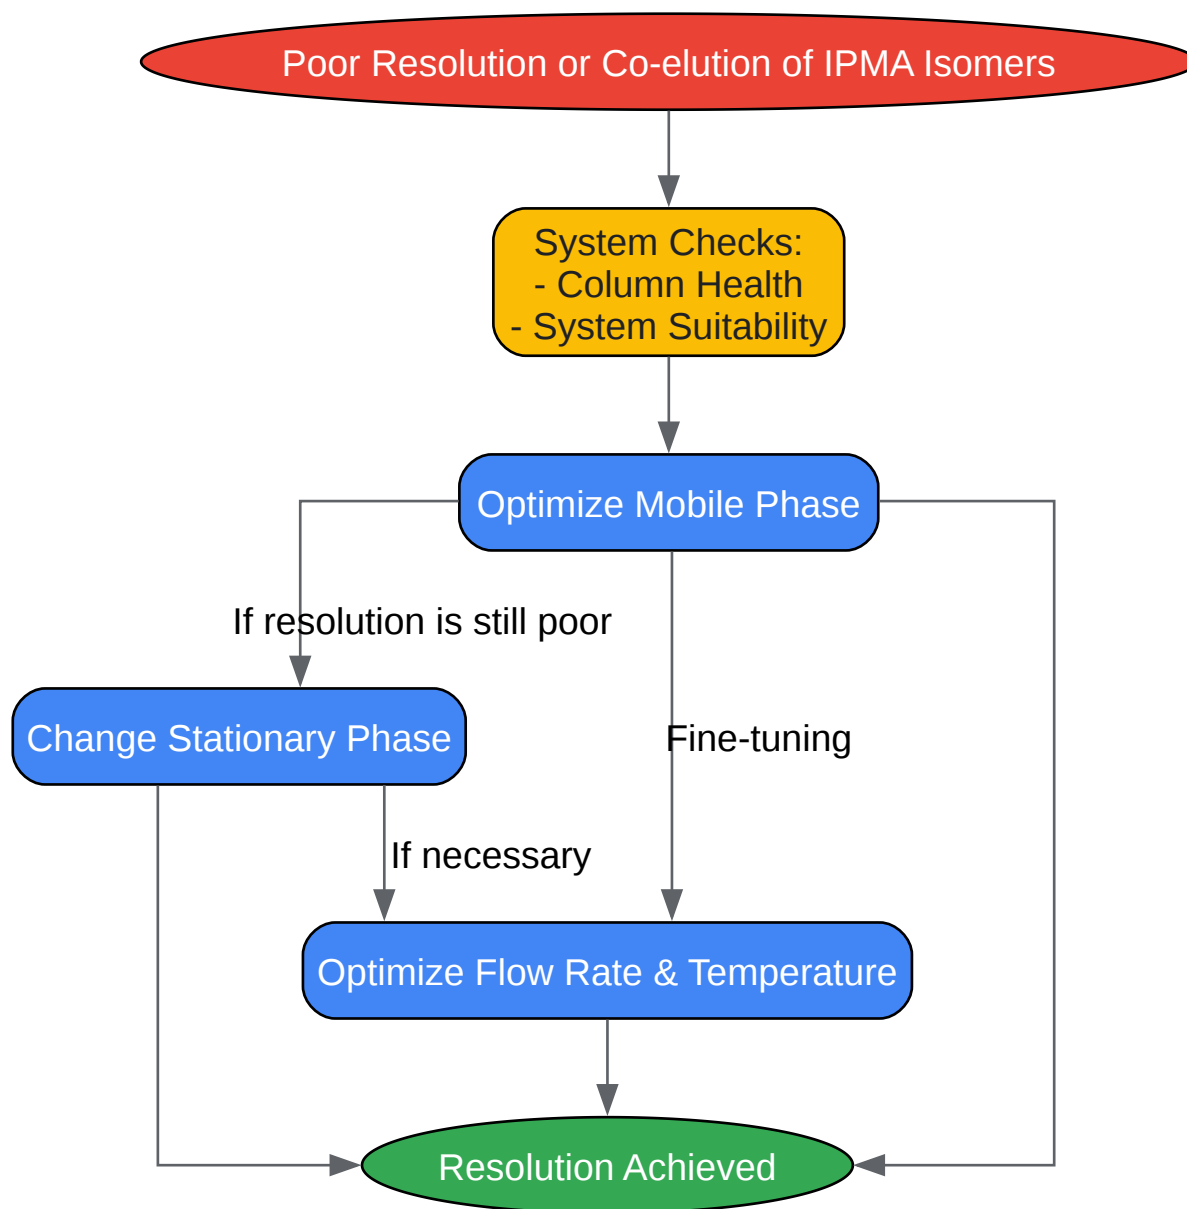 Poor Resolution or Co-elution of IPMA Isomers
System Checks:
- Column Health
- System Suitability
Optimize Mobile Phase
If resolution is still poor
Change Stationary Phase
Fine-tuning
If necessary
Optimize Flow Rate & Temperature
Resolution Achieved